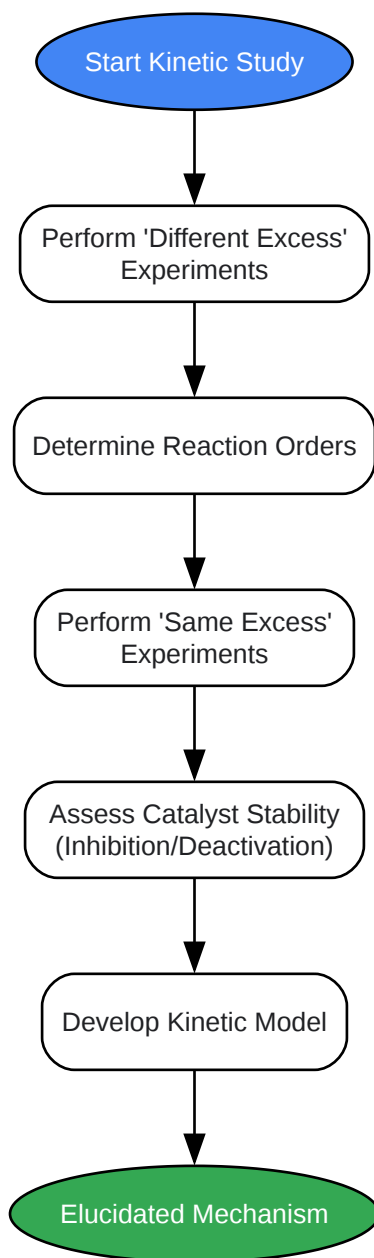 Start Kinetic Study
Perform 'Different Excess'
Experiments
Determine Reaction Orders
Perform 'Same Excess'
Experiments
Assess Catalyst Stability
(Inhibition/Deactivation)
Develop Kinetic Model
Elucidated Mechanism